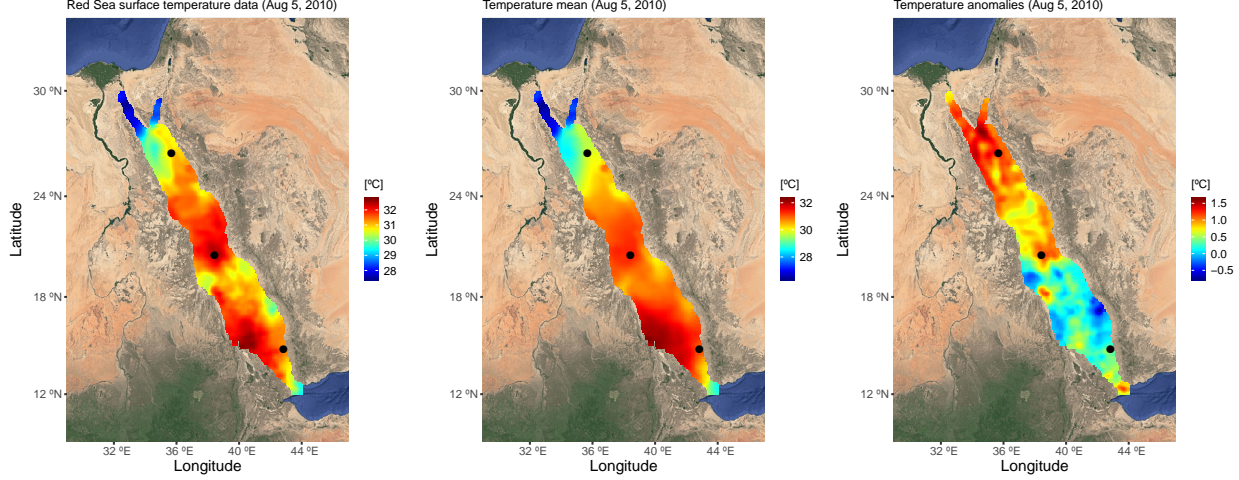 Red Sea surface temperature data (Aug 5, 2010)
Latitude
30 ºN
24 ºN
18 ºN
12 ºN
32 ºE
36 ºE
40 ºE
44 ºE
Longitude
[ºC]
32
31
30
29
28
Temperature mean (Aug 5, 2010)
Latitude
30 ºN
24 ºN
18 ºN
12 ºN
32 ºE
36 ºE
40 ºE
44 ºE
Longitude
[ºC]
32
30
28
Temperature anomalies (Aug 5, 2010)
Latitude
30 ºN
24 ºN
18 ºN
12 ºN
32 ºE
36 ºE
40 ºE
44 ºE
Longitude
[ºC]
1.5
1.0
0.5
0.0
−0.5